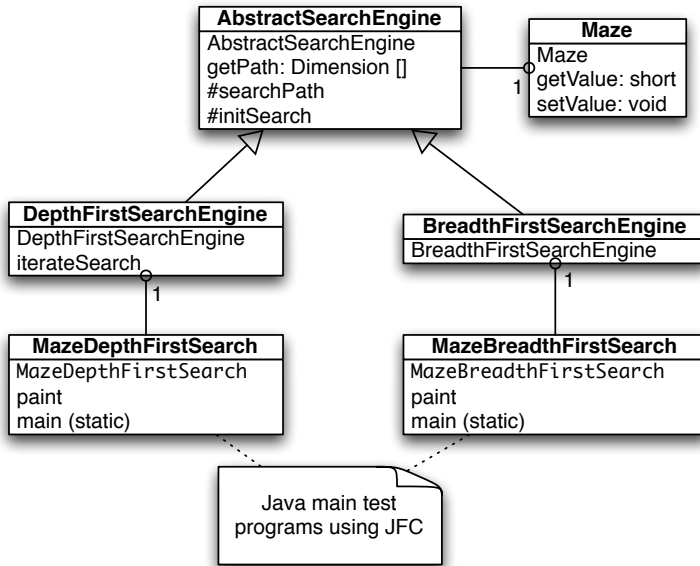 AbstractSearchEngine
AbstractSearchEngine
getPath: Dimension []
#searchPath
#initSearch
Maze
Maze
getValue: short
setValue: void
1
DepthFirstSearchEngine
DepthFirstSearchEngine
iterateSearch
1
BreadthFirstSearchEngine
BreadthFirstSearchEngine
1
MazeDepthFirstSearch
MazeDepthFirstSearch
paint
main (static)
MazeBreadthFirstSearch
MazeBreadthFirstSearch
paint
main (static)
Java main test
programs using JFC